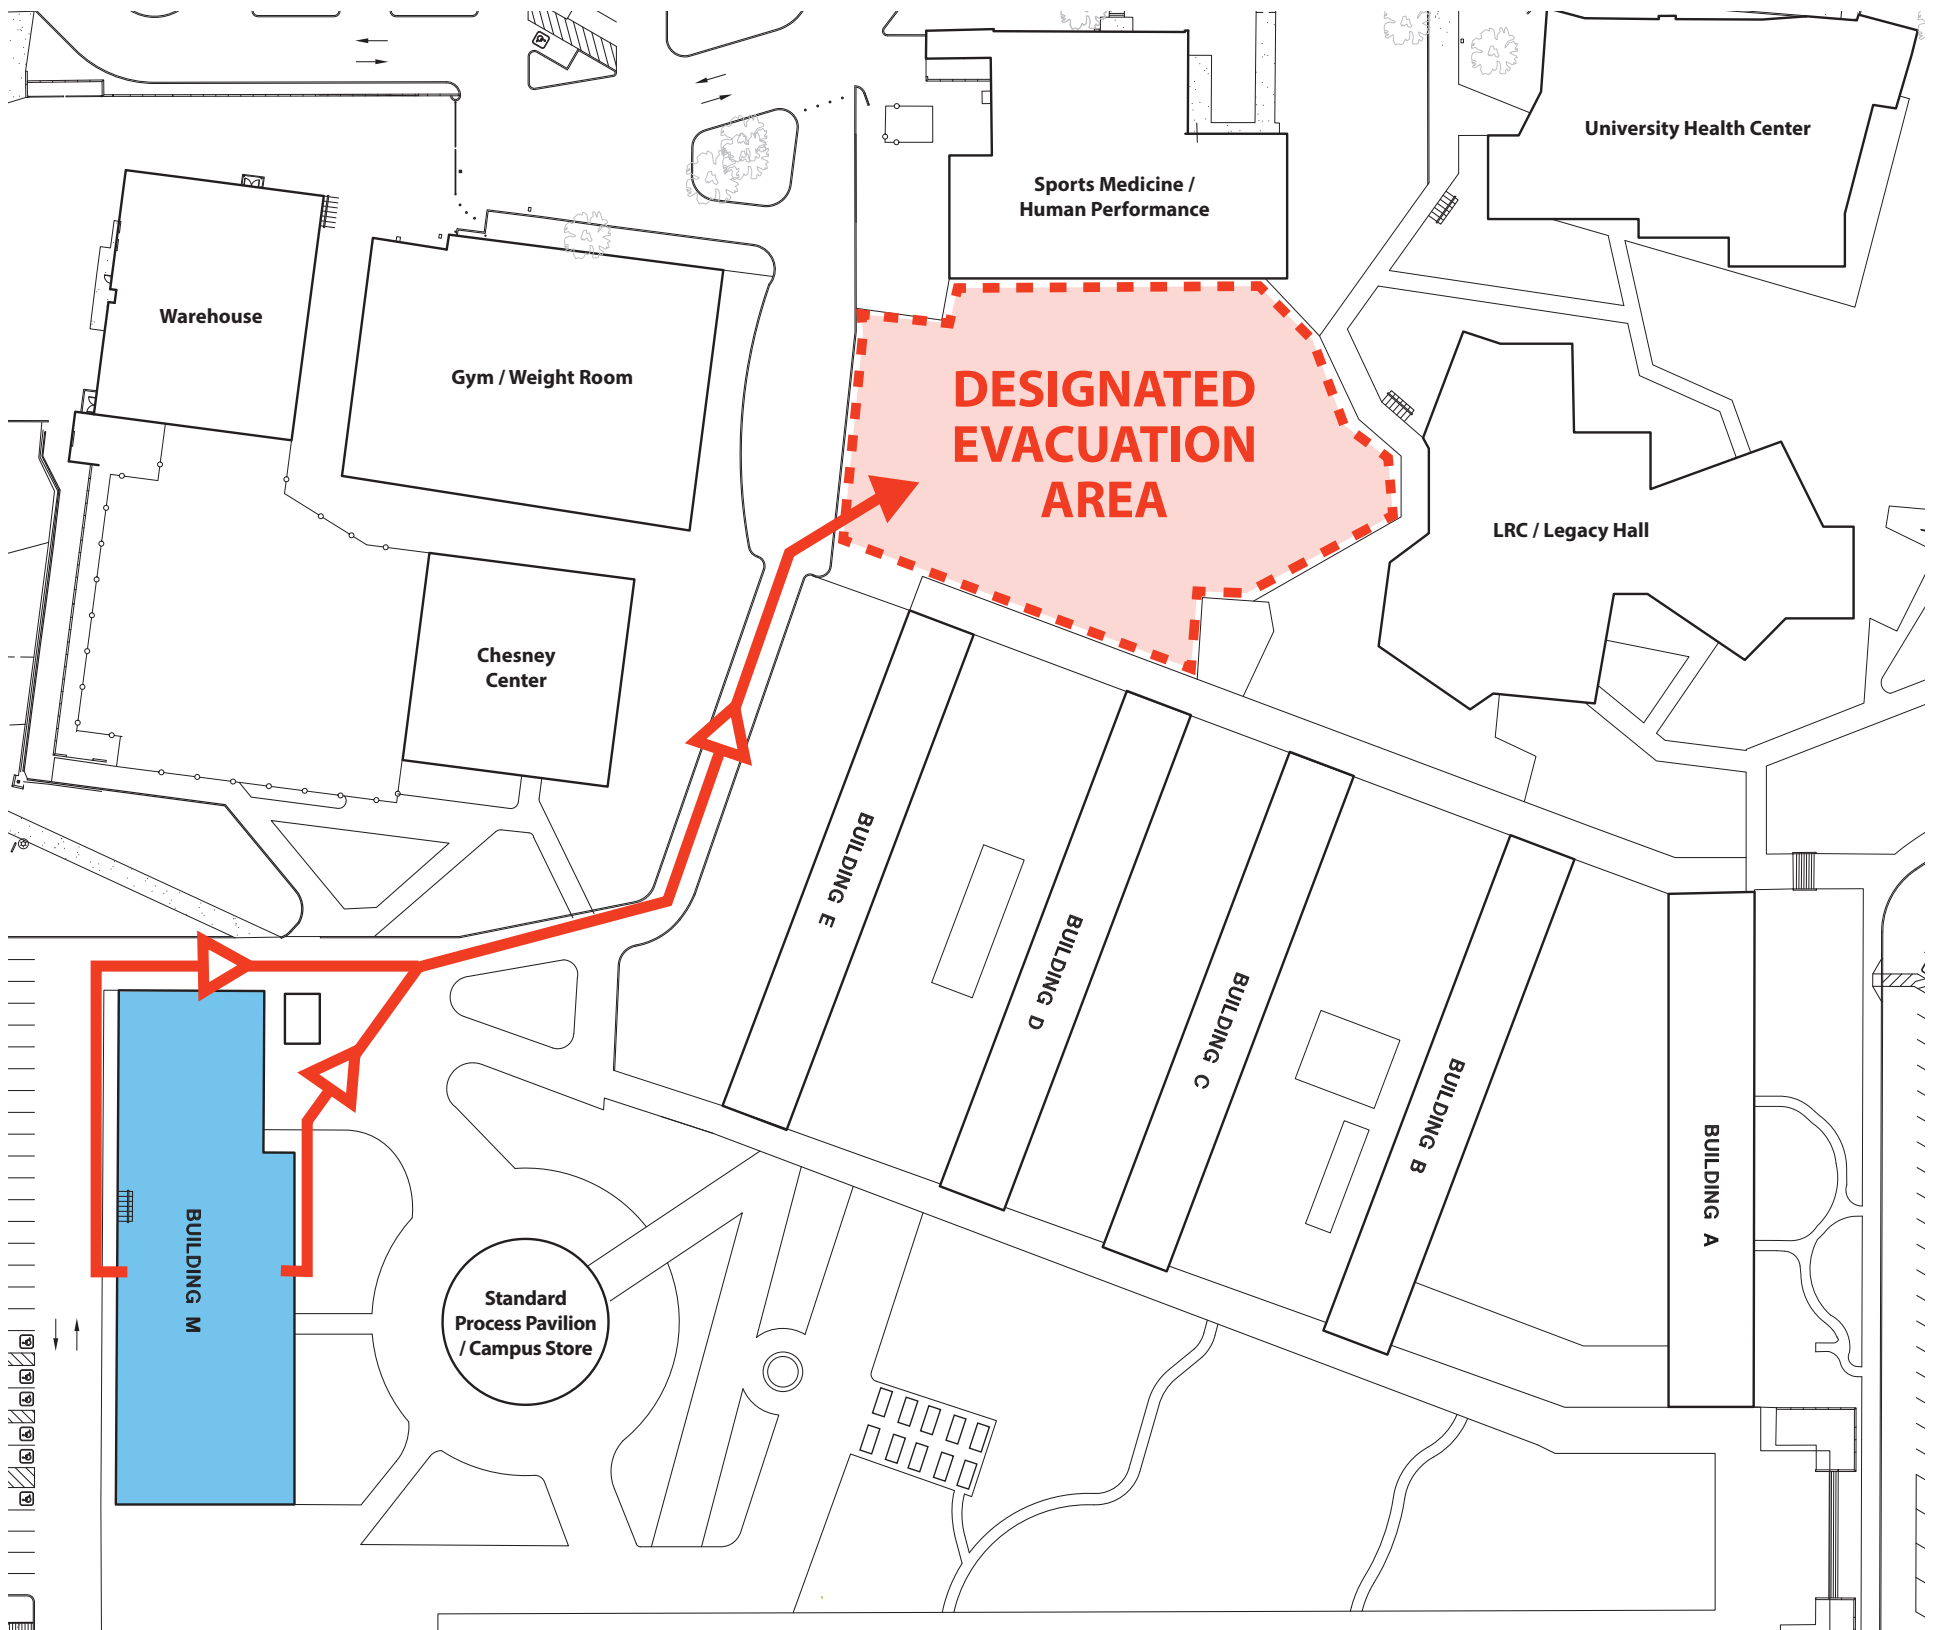 University Health Center
Sports Medicine /
Human Performance
Warehouse
Gym / Weight Room
DESIGNATED
EVACUATION
AREA
LRC / Legacy Hall
Chesney
Center
BUILDING E
BUILDING D
BUILDING C
BUILDING B
BUILDING A
BUILDING M
Standard
Process Pavilion
/ Campus Store